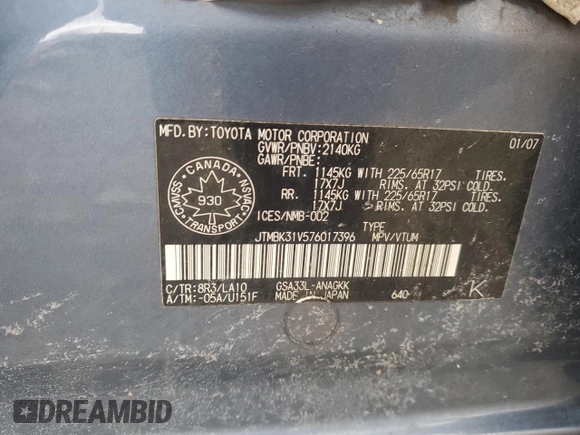 MFD.BY:TOYOTA MOTOR CORPORATION 01/07
GVWR/PNBV:2140KG
GAWR/PNBE:
FRT. 1145KG WITH 225/65R17 TIRES.
17X7J RIMS. AT 32PSI COLD.
RR. 1145KG WITH 225/65R17 TIRES.
17X7J RIMS. AT 32PSI COLD.
ICES/NMB-002
CANADA
930
CMVSS
NSVAC
TRANS
TYPE
JTMBK31V576017396 MPV/VTUM
C/TR:8R3/LA10 GSA33L-ANAGKK
A/TM:-05A/U151F MADE IN JAPAN 640 K
DREAMBID